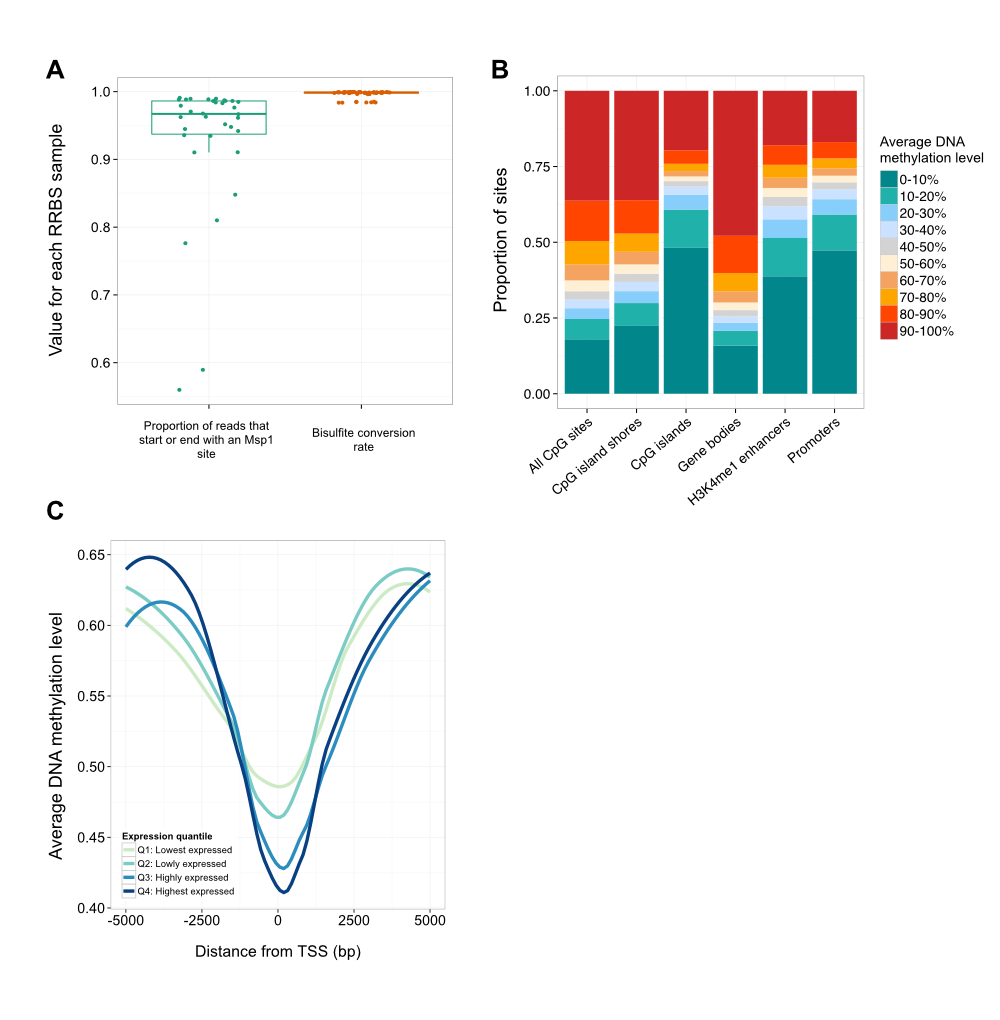 A
Value for each RRBS sample
1.0
0.9
0.8
0.7
0.6
Proportion of reads that
start or end with an Msp1
site
Bisulfite conversion
rate
B
Proportion of sites
1.00
0.75
0.50
0.25
0.00
All CpG sites
CpG island shores
CpG islands
Gene bodies
H3K4me1 enhancers
Promoters
Average DNA
methylation level
0-10%
10-20%
20-30%
30-40%
40-50%
50-60%
60-70%
70-80%
80-90%
90-100%
C
Average DNA methylation level
0.65
0.60
0.55
0.50
0.45
0.40
Expression quantile
Q1: Lowest expressed
Q2: Lowly expressed
Q3: Highly expressed
Q4: Highest expressed
-5000
-2500
0
2500
5000
Distance from TSS (bp)